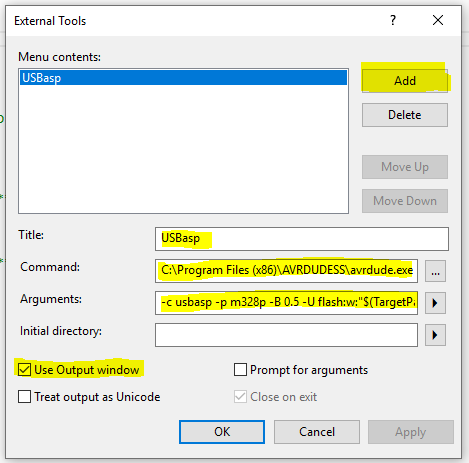 External Tools
Menu contents:
USBasp
Add
Delete
Move Up
Move Down
Title:
USBasp
Command:
C:\Program Files (x86)\AVRDUDESS\avrdude.exe
...
Arguments:
-c usbasp -p m328p -B 0.5 -U flash:w:"$(TargetPa
Initial directory:
Use Output window
Prompt for arguments
Treat output as Unicode
Close on exit
OK
Cancel
Apply